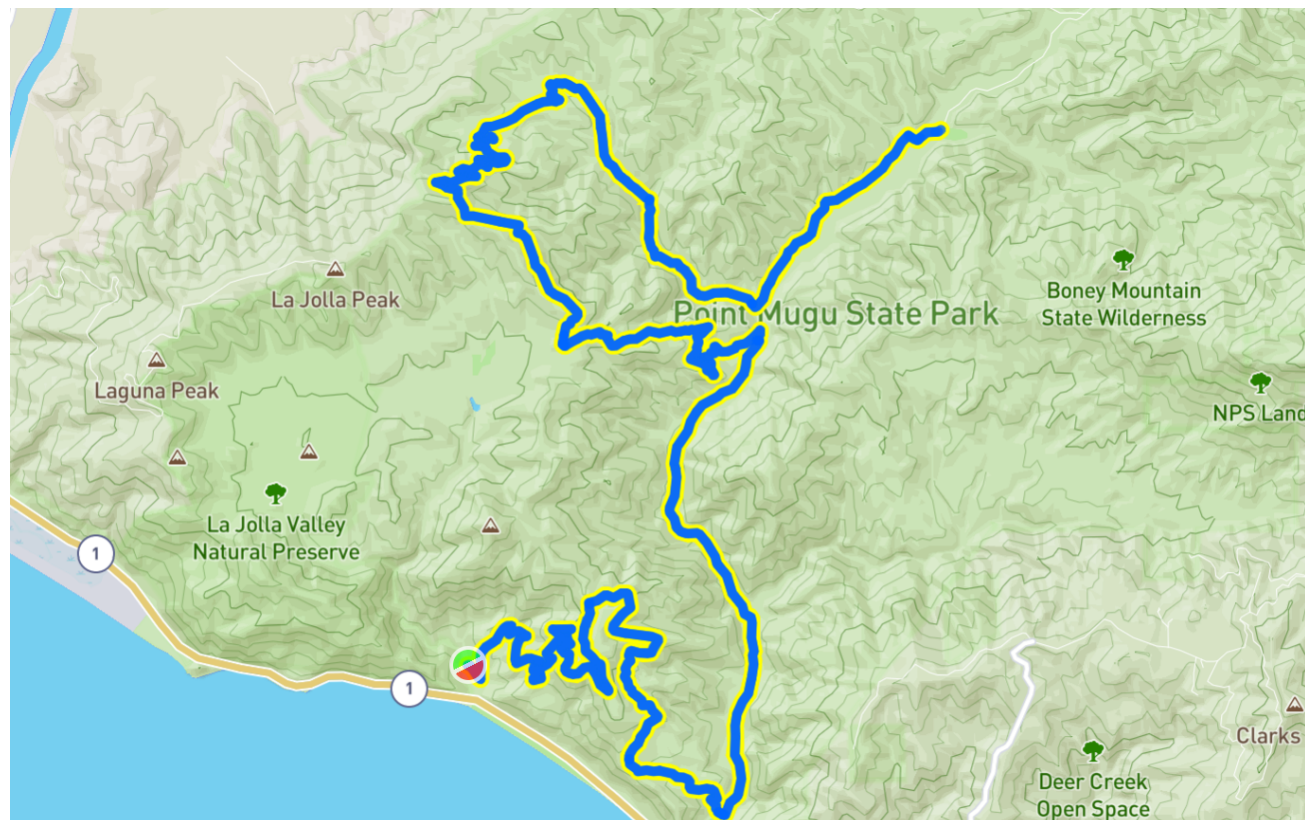 La Jolla Peak
Point Mugu State Park
Boney Mountain
State Wilderness
Laguna Peak
NPS Land
La Jolla Valley
Natural Preserve
1
1
Clarks
Deer Creek
Open Space